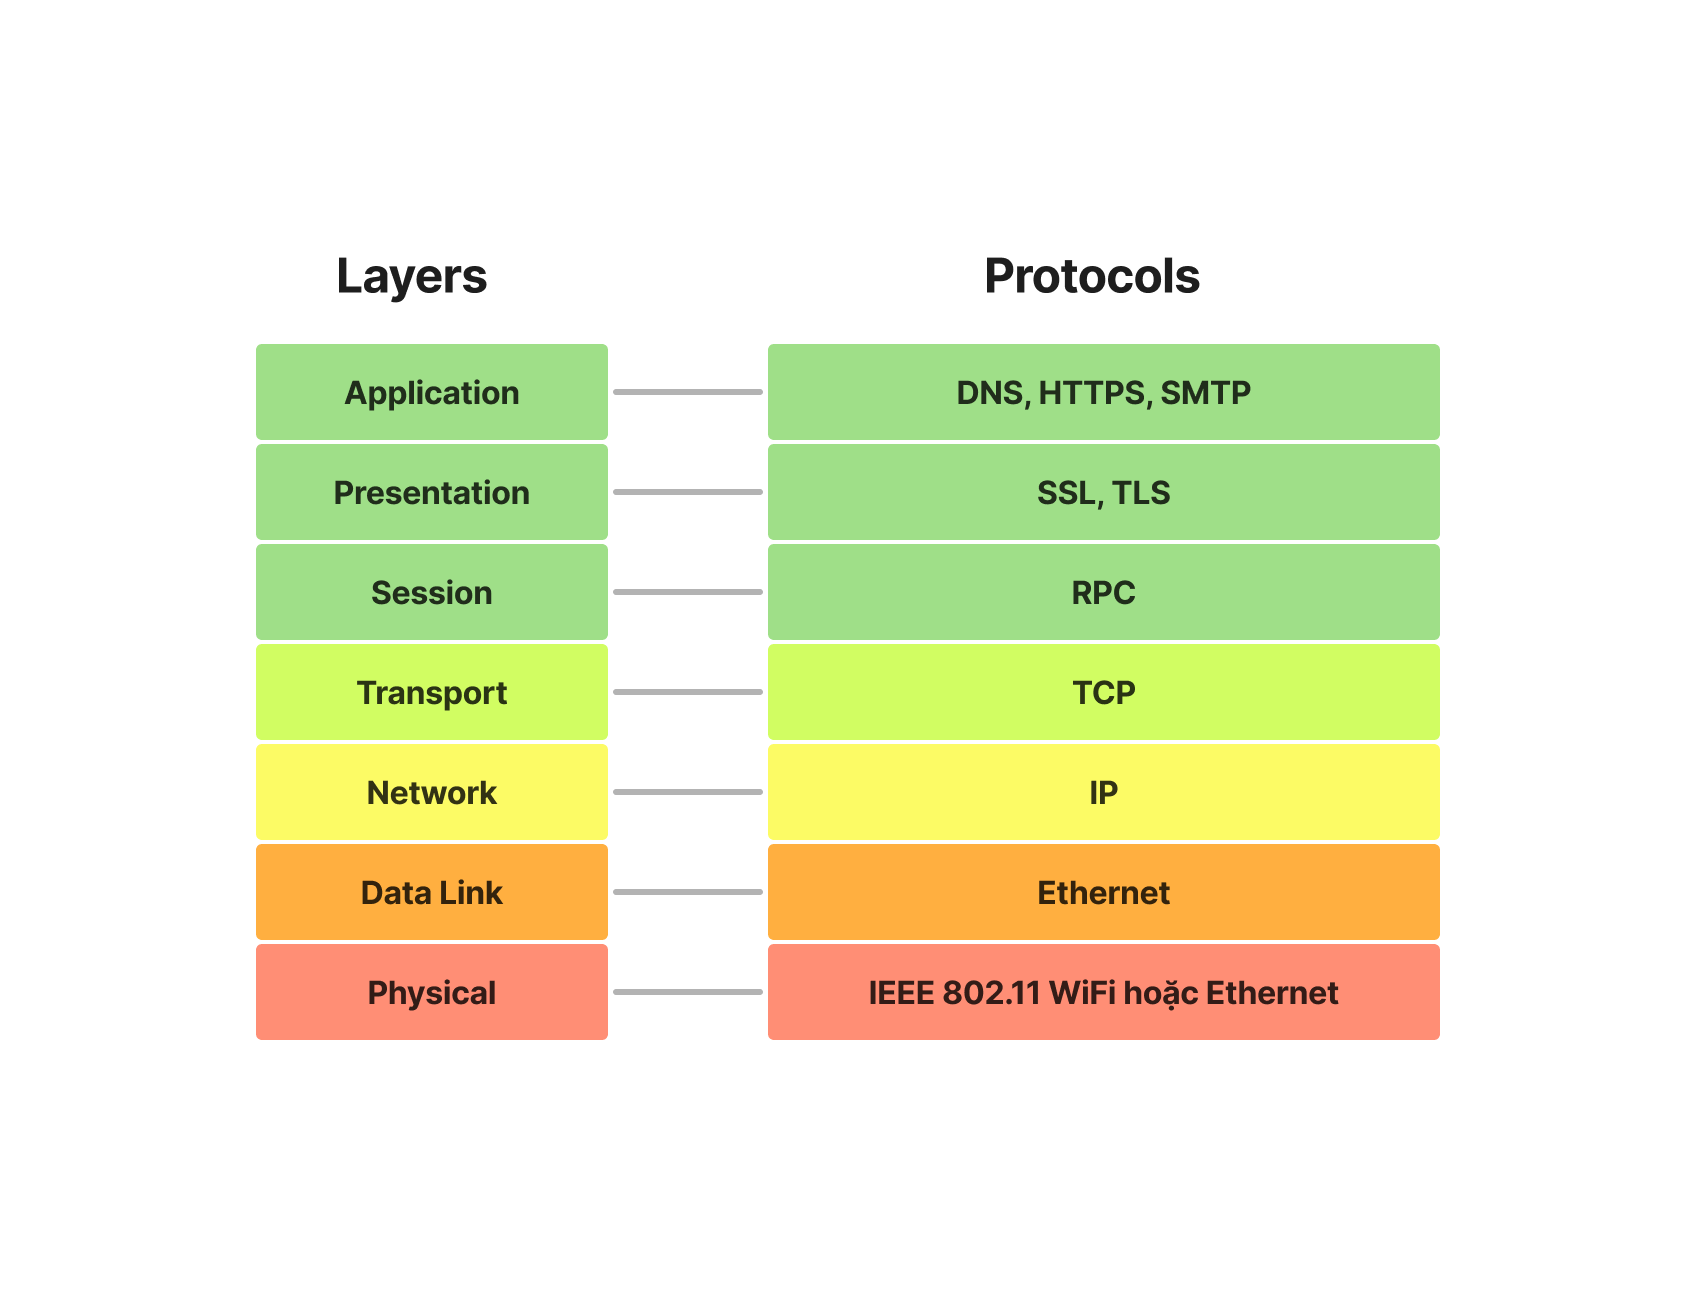 Layers
Protocols
Application
DNS, HTTPS, SMTP
Presentation
SSL, TLS
Session
RPC
Transport
TCP
Network
IP
Data Link
Ethernet
Physical
IEEE 802.11 WiFi hoặc Ethernet